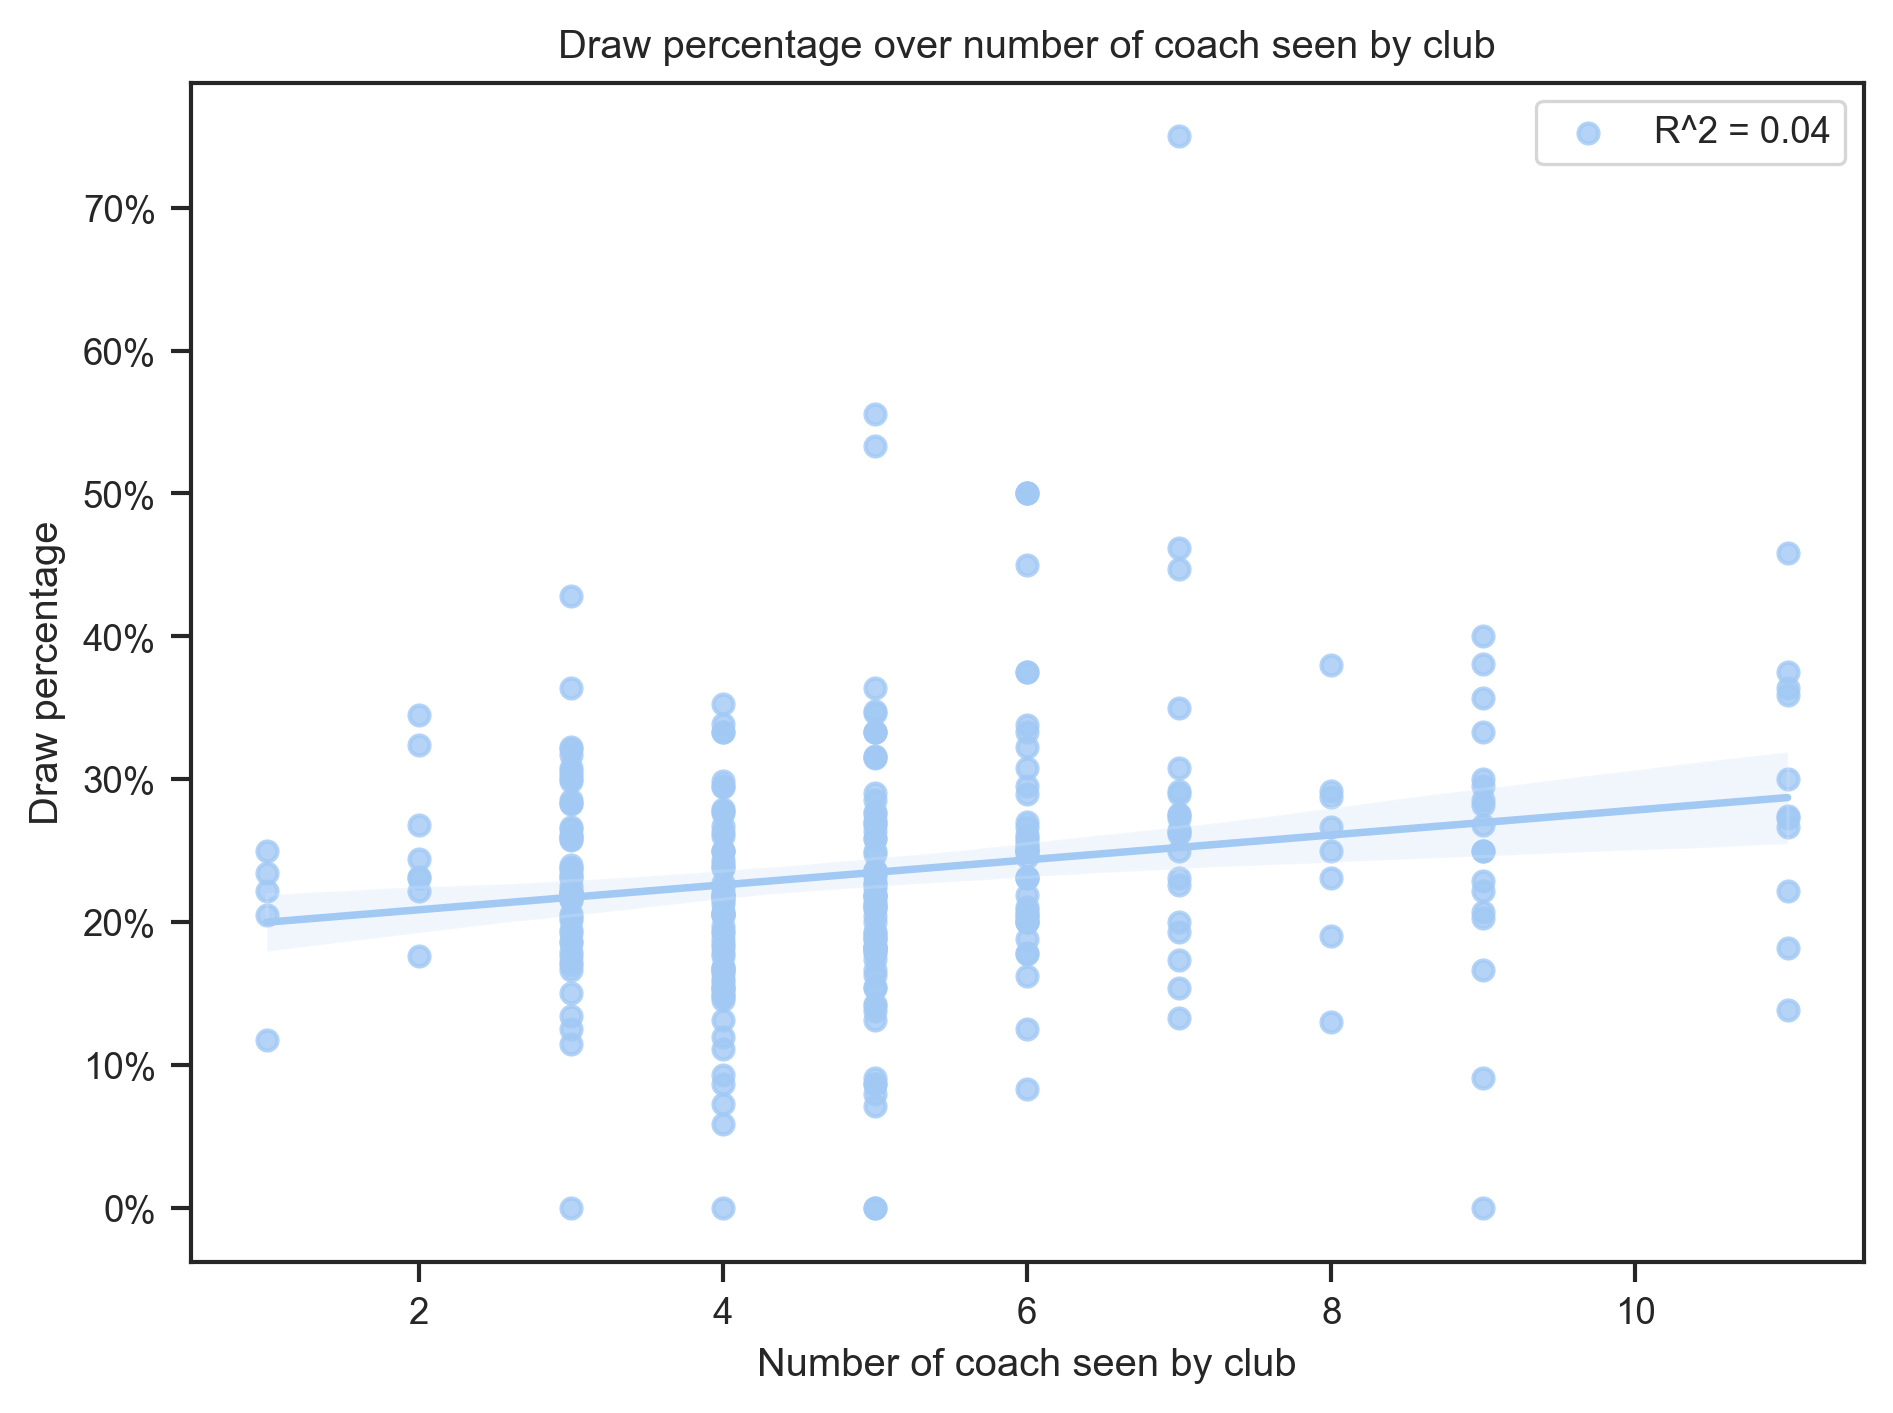 Draw percentage over number of coach seen by club
R^2 = 0.04
Draw percentage
70%
60%
50%
40%
30%
20%
10%
0%
2 4 6 8 10
Number of coach seen by club